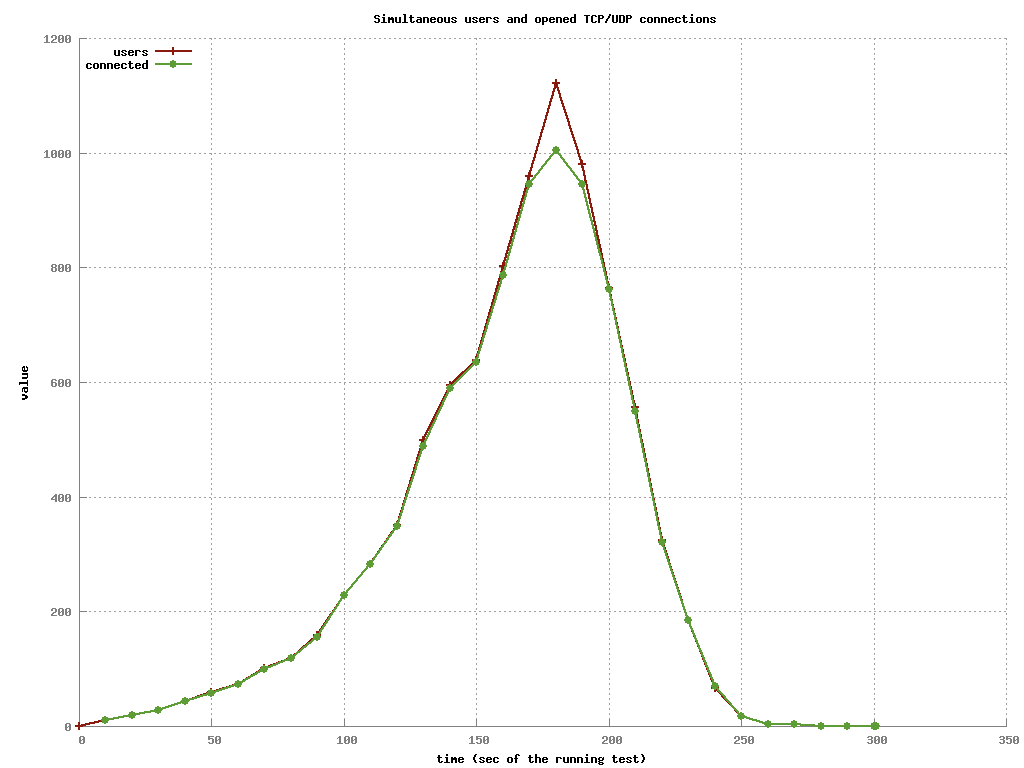 Simultaneous users and opened TCP/UDP connections
users
connected
1200
1000
800
600
400
200
0
value
0 50 100 150 200 250 300 350
time (sec of the running test)